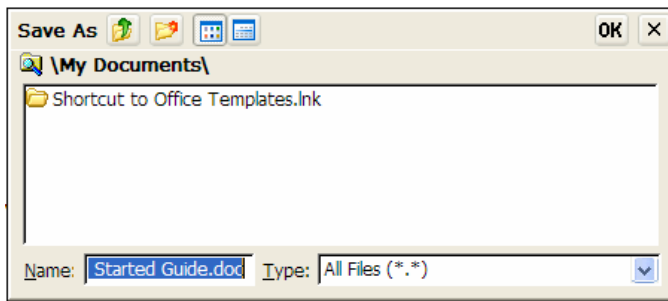 Save As OK ×
\My Documents\
Shortcut to Office Templates.lnk
Name: Started Guide.doc Type: All Files (*.*)